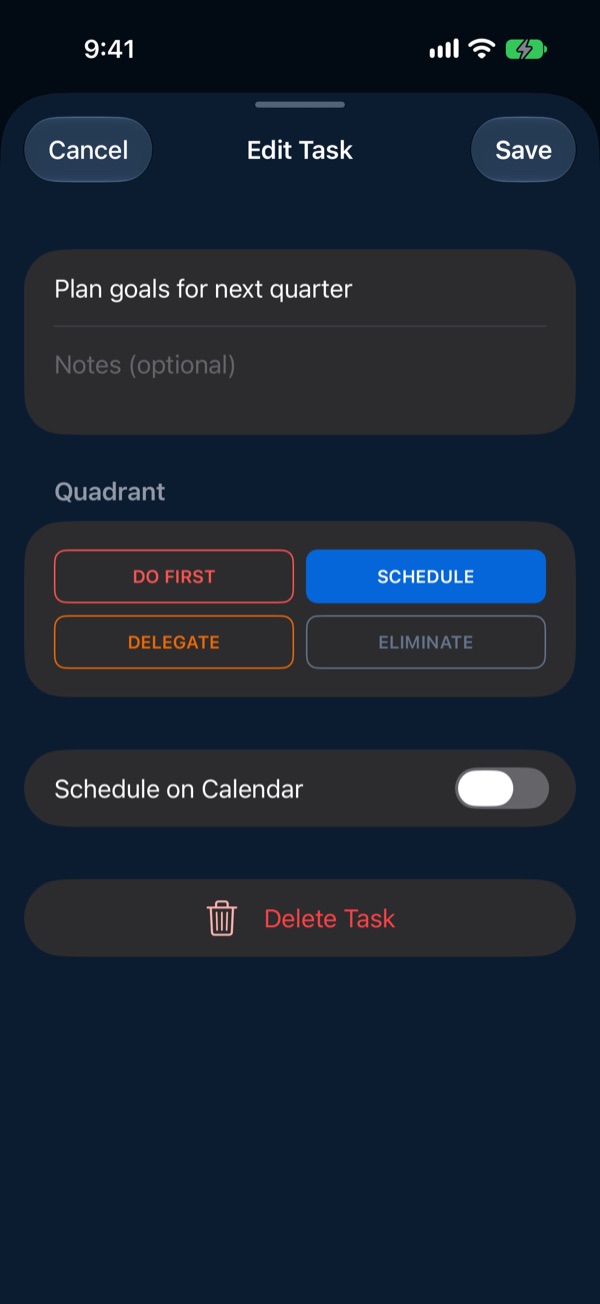 9:41
Cancel
Edit Task
Save
Plan goals for next quarter
Notes (optional)
Quadrant
DO FIRST
SCHEDULE
DELEGATE
ELIMINATE
Schedule on Calendar
Delete Task